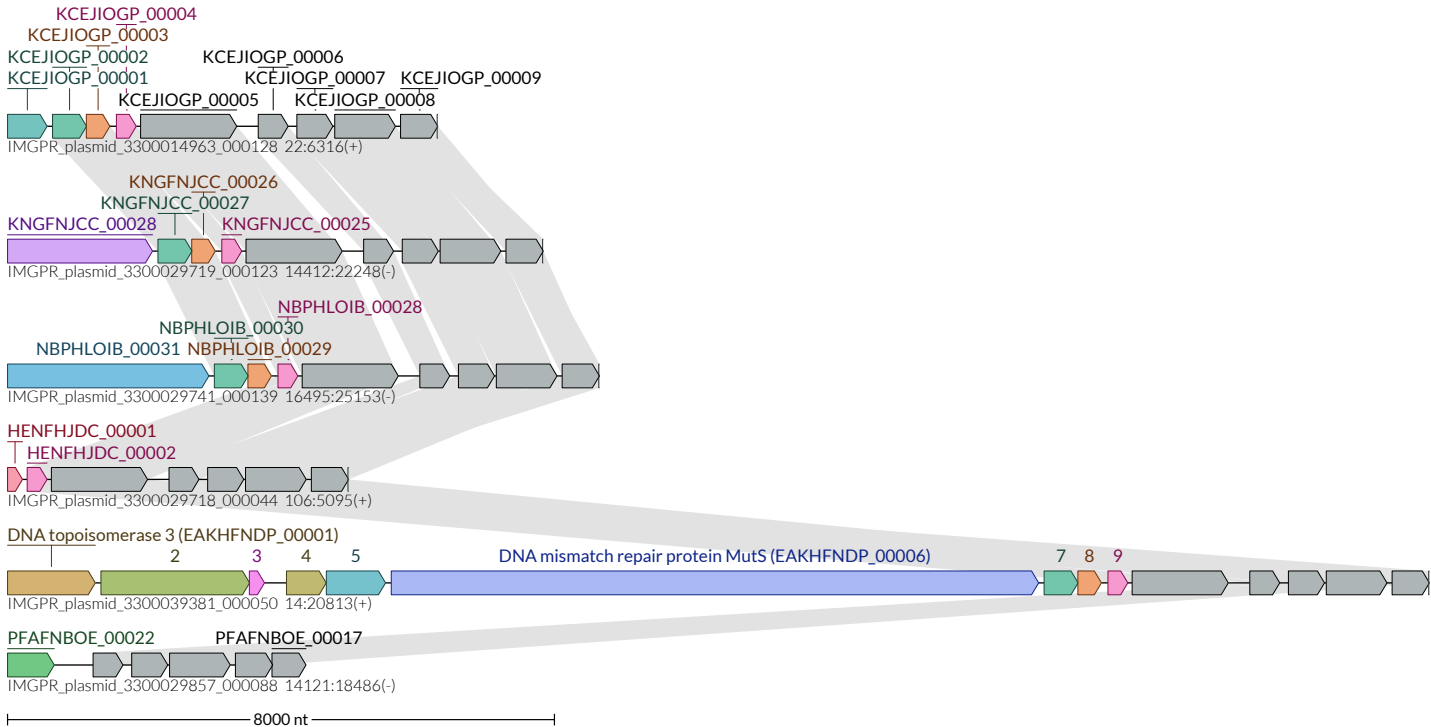 KCEJIOGP_00004
KCEJIOGP_00003
KCEJIOGP_00002 KCEJIOGP_00006
KCEJIOGP_00001 KCEJIOGP_00007 KCEJIOGP_00009
KCEJIOGP_00005 KCEJIOGP_00008
IMGPR_plasmid_3300014963_000128 22:6316(+)
KNGFNJCC_00026
KNGFNJCC_00027
KNGFNJCC_00028 KNGFNJCC_00025
IMGPR_plasmid_3300029719_000123 14412:22248(-)
NBPHLOIB_00028
NBPHLOIB_00030
NBPHLOIB_00031 NBPHLOIB_00029
IMGPR_plasmid_3300029741_000139 16495:25153(-)
HENFHJDC_00001
HENFHJDC_00002
IMGPR_plasmid_3300029718_000044 106:5095(+)
DNA topoisomerase 3 (EAKHFNDP_00001)
2 3 4 5 DNA mismatch repair protein MutS (EAKHFNDP_00006) 7 8 9
IMGPR_plasmid_3300039381_000050 14:20813(+)
PFAFNBOE_00022 PFAFNBOE_00017
IMGPR_plasmid_3300029857_000088 14121:18486(-)
8000 nt